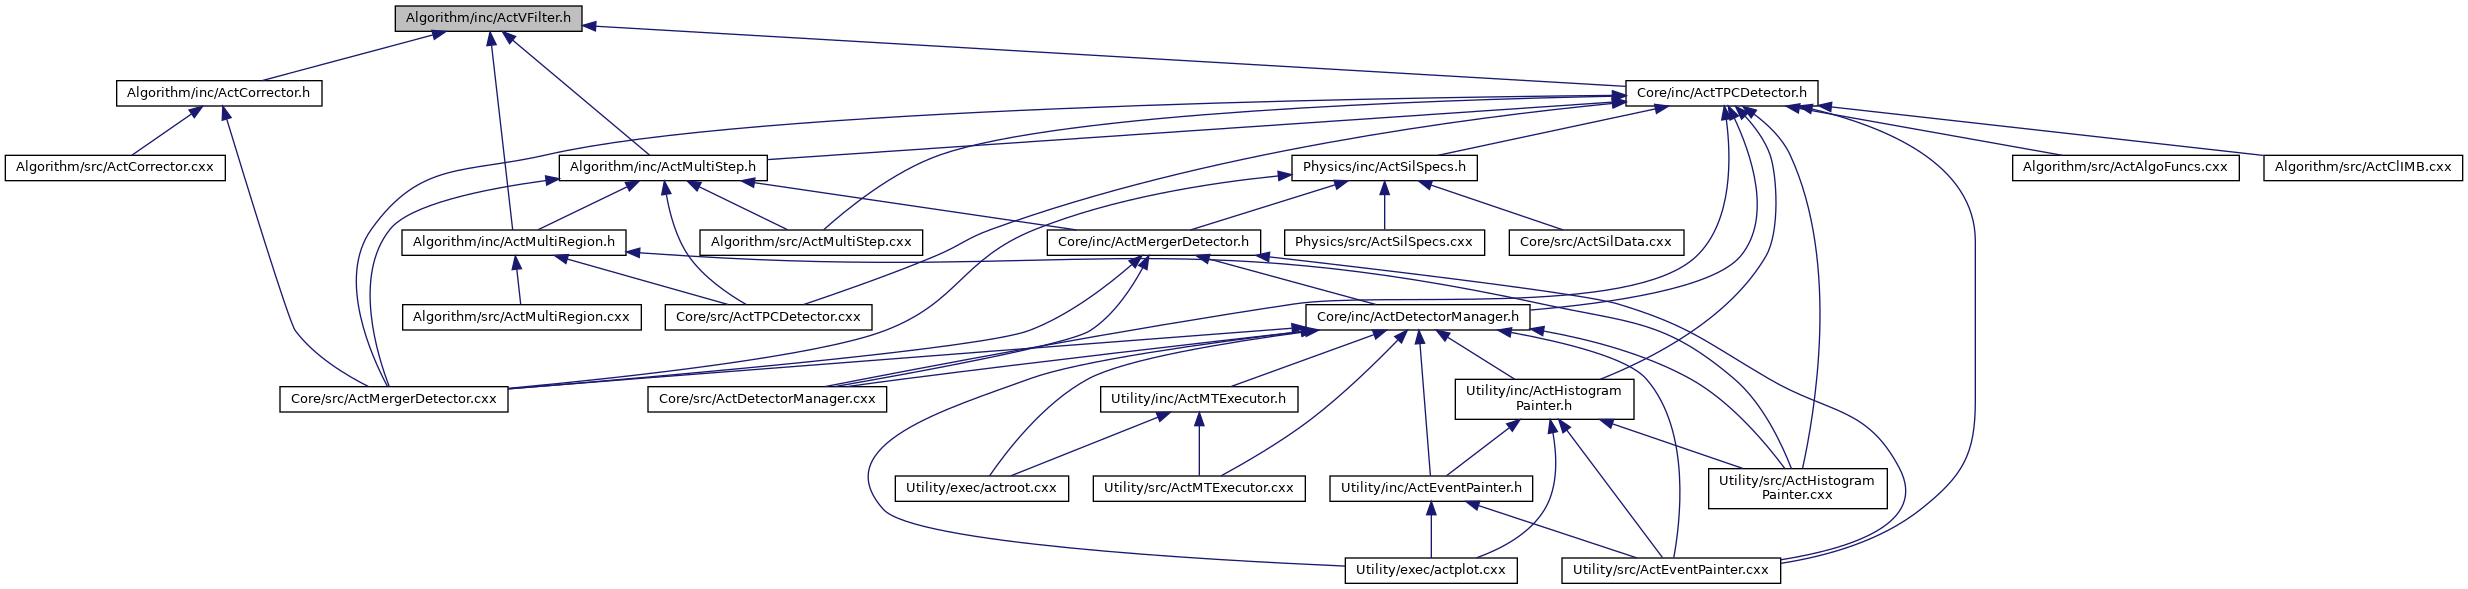 Algorithm/inc/ActVFilter.h
Algorithm/inc/ActCorrector.h
Core/inc/ActTPCDetector.h
Algorithm/src/ActCorrector.cxx
Algorithm/inc/ActMultiStep.h
Physics/inc/ActSilSpecs.h
Algorithm/src/ActAlgoFuncs.cxx
Algorithm/src/ActClIMB.cxx
Algorithm/inc/ActMultiRegion.h
Algorithm/src/ActMultiStep.cxx
Core/inc/ActMergerDetector.h
Physics/src/ActSilSpecs.cxx
Core/src/ActSilData.cxx
Algorithm/src/ActMultiRegion.cxx
Core/src/ActTPCDetector.cxx
Core/inc/ActDetectorManager.h
Core/src/ActMergerDetector.cxx
Core/src/ActDetectorManager.cxx
Utility/inc/ActMTExecutor.h
Utility/inc/ActHistogram
Painter.h
Utility/exec/actroot.cxx
Utility/src/ActMTExecutor.cxx
Utility/inc/ActEventPainter.h
Utility/src/ActHistogram
Painter.cxx
Utility/exec/actplot.cxx
Utility/src/ActEventPainter.cxx